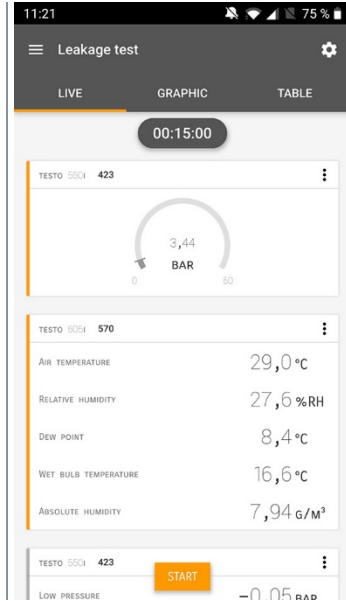 11:21 75 %
Leakage test
LIVE GRAPHIC TABLE
00:15:00
TESTO 550I 423
3,44
BAR
0 60
TESTO 605I 570
AIR TEMPERATURE 29,0 °C
RELATIVE HUMIDITY 27,6 %RH
DEW POINT 8,4 °C
WET BULB TEMPERATURE 16,6 °C
ABSOLUTE HUMIDITY 7,94 G/M³
TESTO 550I 423
START
LOW PRESSURE -0,05 BAR